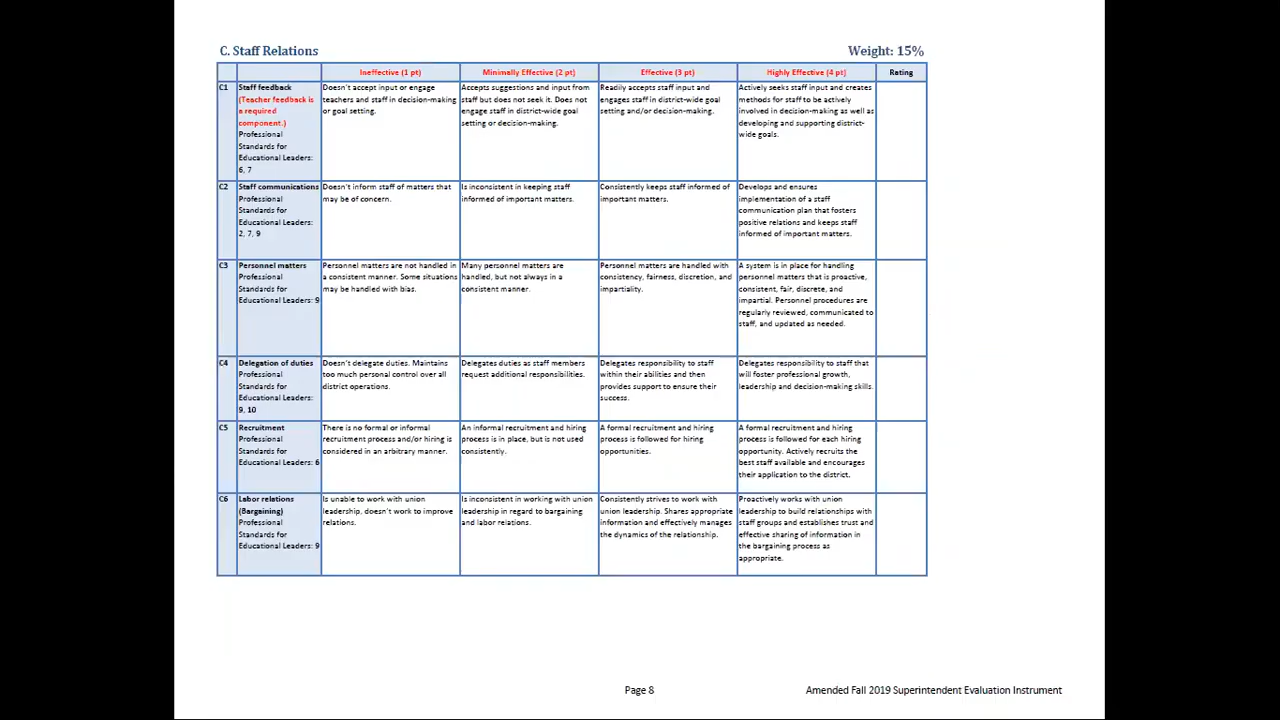 C. Staff Relations
Weight: 15%
Ineffective (1 pt)
Minimally Effective (2 pt)
Effective (3 pt)
Highly Effective (4 pt)
Rating
C1
Staff feedback
(Teacher feedback is
a required
component.)
Professional
Standards for
Educational Leaders:
6, 7
Doesn't accept input or engage
teachers and staff in decision-making
or goal setting.
Accepts suggestions and input from
staff but does not seek it. Does not
engage staff in district-wide goal
setting or decision-making.
Readily accepts staff input and
engages staff in district-wide goal
setting and/or decision-making.
Actively seeks staff input and creates
methods for staff to be actively
involved in decision-making as well as
developing and supporting district-
wide goals.
C2
Staff communications
Professional
Standards for
Educational Leaders:
2, 7, 9
Doesn't inform staff of matters that
may be of concern.
Is inconsistent in keeping staff
informed of important matters.
Consistently keeps staff informed of
important matters.
Develops and ensures
implementation of a staff
communication plan that fosters
positive relations and keeps staff
informed of important matters.
C3
Personnel matters
Professional
Standards for
Educational Leaders: 9
Personnel matters are not handled in
a consistent manner. Some situations
may be handled with bias.
Many personnel matters are
handled, but not always in a
consistent manner.
Personnel matters are handled with
consistency, fairness, discretion, and
impartiality.
A system is in place for handling
personnel matters that is proactive,
consistent, fair, discrete, and
impartial. Personnel procedures are
regularly reviewed, communicated to
staff, and updated as needed.
C4
Delegation of duties
Professional
Standards for
Educational Leaders:
9, 10
Doesn't delegate duties. Maintains
too much personal control over all
district operations.
Delegates duties as staff members
request additional responsibilities.
Delegates responsibility to staff
within their abilities and then
provides support to ensure their
success.
Delegates responsibility to staff that
will foster professional growth,
leadership and decision-making skills.
C5
Recruitment
Professional
Standards for
Educational Leaders: 6
There is no formal or informal
recruitment process and/or hiring is
considered in an arbitrary manner.
An informal recruitment and hiring
process is in place, but is not used
consistently.
A formal recruitment and hiring
process is followed for hiring
opportunities.
A formal recruitment and hiring
process is followed for each hiring
opportunity. Actively recruits the
best staff available and encourages
their application to the district.
C6
Labor relations
(Bargaining)
Professional
Standards for
Educational Leaders: 9
Is unable to work with union
leadership, doesn't work to improve
relations.
Is inconsistent in working with union
leadership in regard to bargaining
and labor relations.
Consistently strives to work with
union leadership. Shares appropriate
information and effectively manages
the dynamics of the relationship.
Proactively works with union
leadership to build relationships with
staff groups and establishes trust and
effective sharing of information in
the bargaining process as
appropriate.
Page 8
Amended Fall 2019 Superintendent Evaluation Instrument